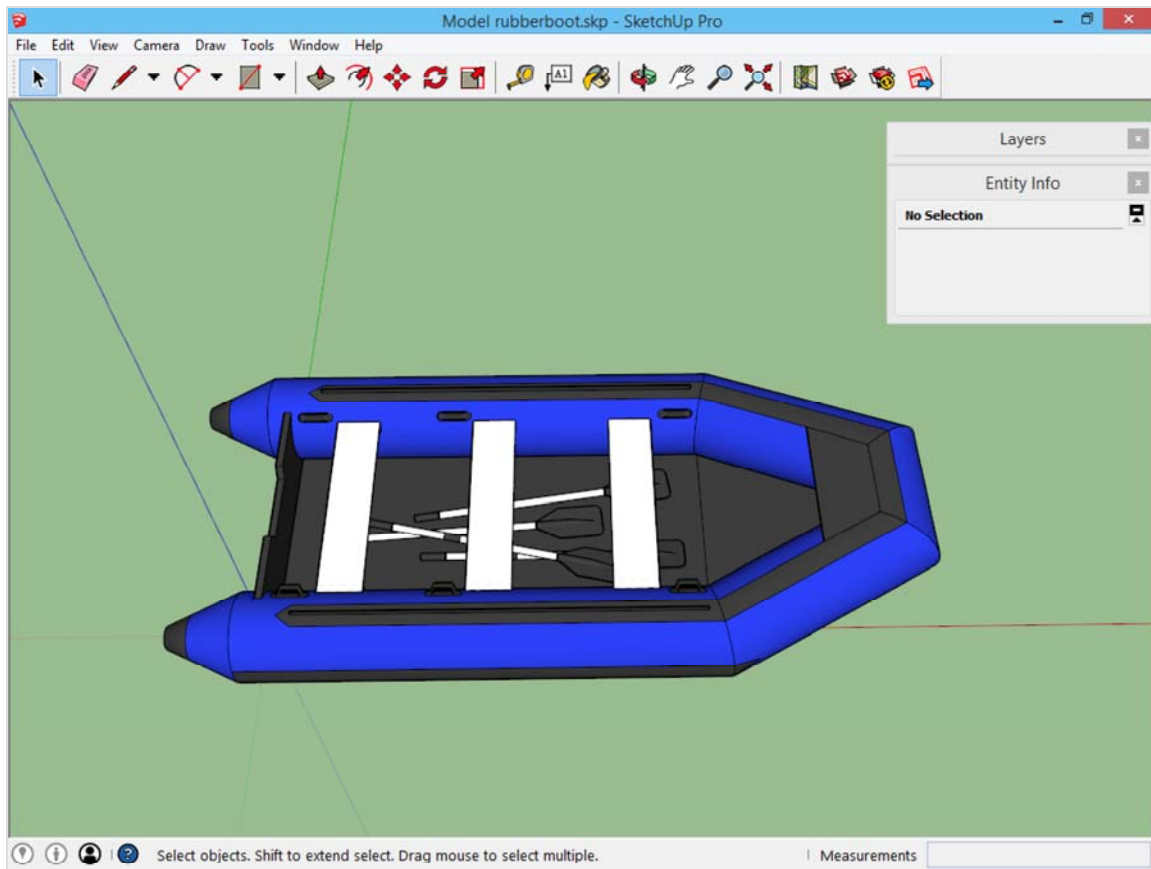 Model rubberboot.skp - SketchUp Pro
File Edit View Camera Draw Tools Window Help
A1
Layers
Entity Info
No Selection
Select objects. Shift to extend select. Drag mouse to select multiple.
Measurements